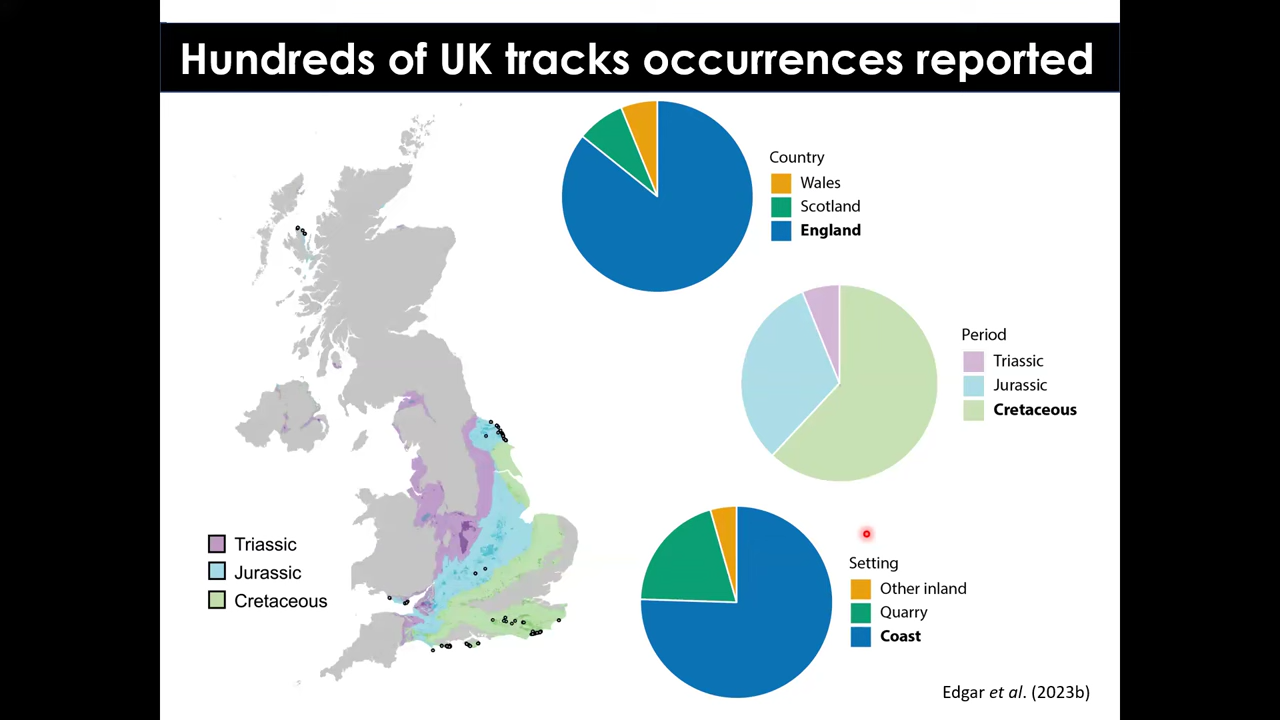 Hundreds of UK tracks occurrences reported
Country
Wales
Scotland
England
Period
Triassic
Jurassic
Cretaceous
Triassic
Jurassic
Cretaceous
Setting
Other inland
Quarry
Coast
Edgar et al. (2023b)